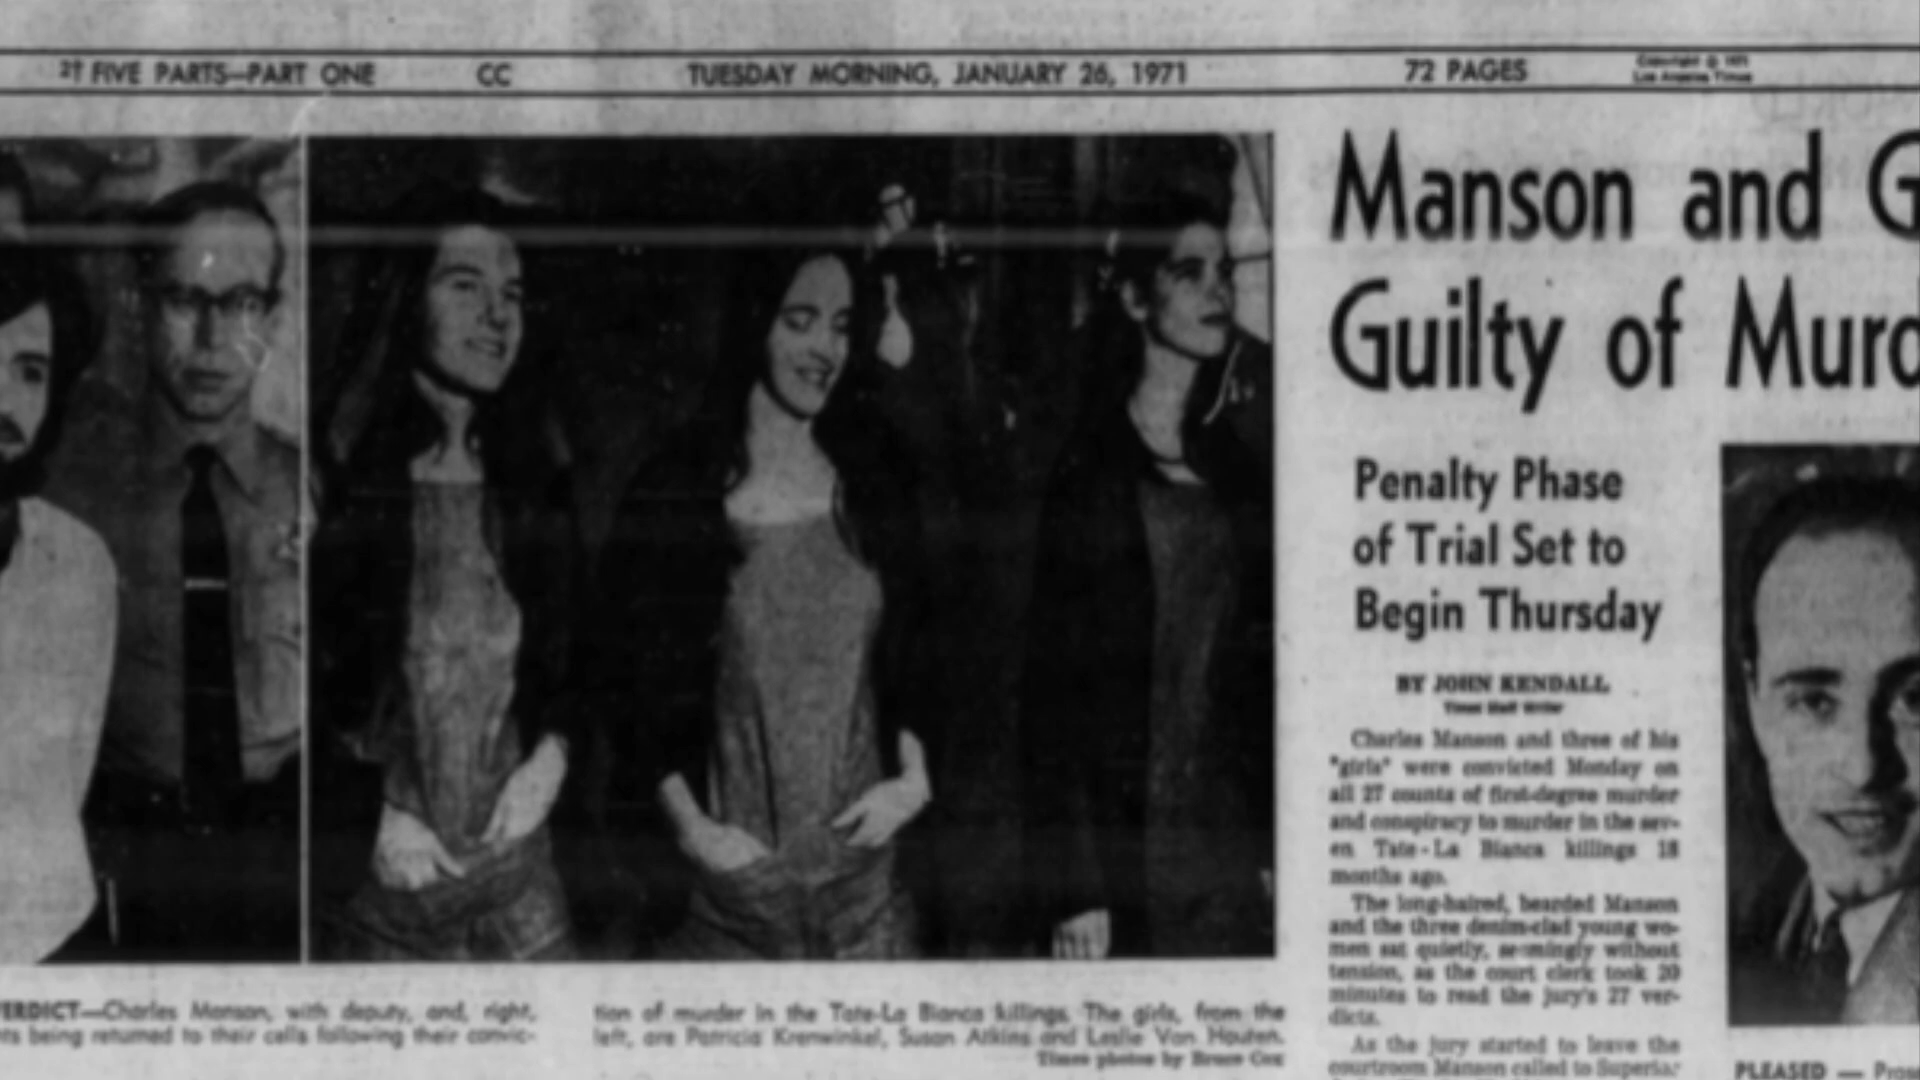 FIVE PARTS—PART ONE CC TUESDAY MORNING, JANUARY 26, 1971 72 PAGES
Copyright © 1971
Los Angeles Times
Manson and G
Guilty of Murd
Penalty Phase
of Trial Set to
Begin Thursday
BY JOHN KENDALL
Times Staff Writer
Charles Manson and three of his
"girls" were convicted Monday on
all 27 counts of first-degree murder
and conspiracy to murder in the sev-
en Tate-La Bianca killings 18
months ago.
The long-haired, bearded Manson
and the three denim-clad young wo-
men sat quietly, seemingly without
tension, as the court clerk took 20
minutes to read the jury's 27 ver-
dicts.
As the jury started to leave the
courtroom Manson called to Superior
ERDICT—Charles Manson, with deputy, and, right,
ts being returned to their cells following their convic-
tion of murder in the Tate-La Bianca killings. The girls, from the
left, are Patricia Krenwinkel, Susan Atkins and Leslie Van Houten.
Times photos by Bruce Cox
PLEASED — Pros